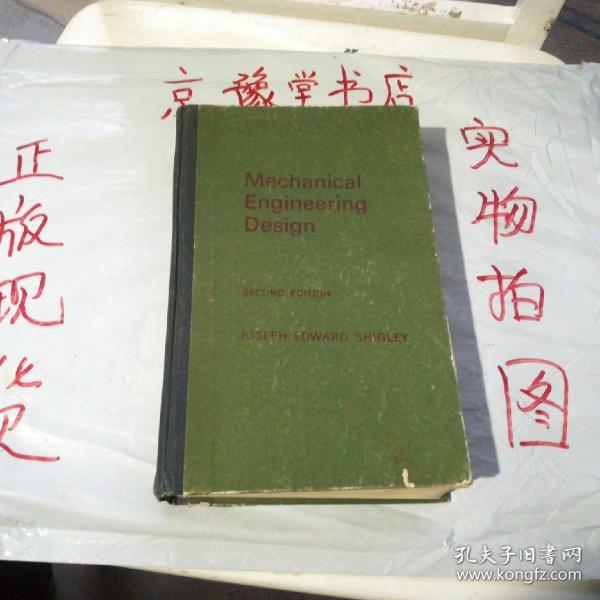 京豫堂书店
正版现货
实物拍图
Mechanical
Engineering
Design
SECOND EDITION
JOSEPH EDWARD SHIGLEY
孔夫子旧书网
www.kongfz.com